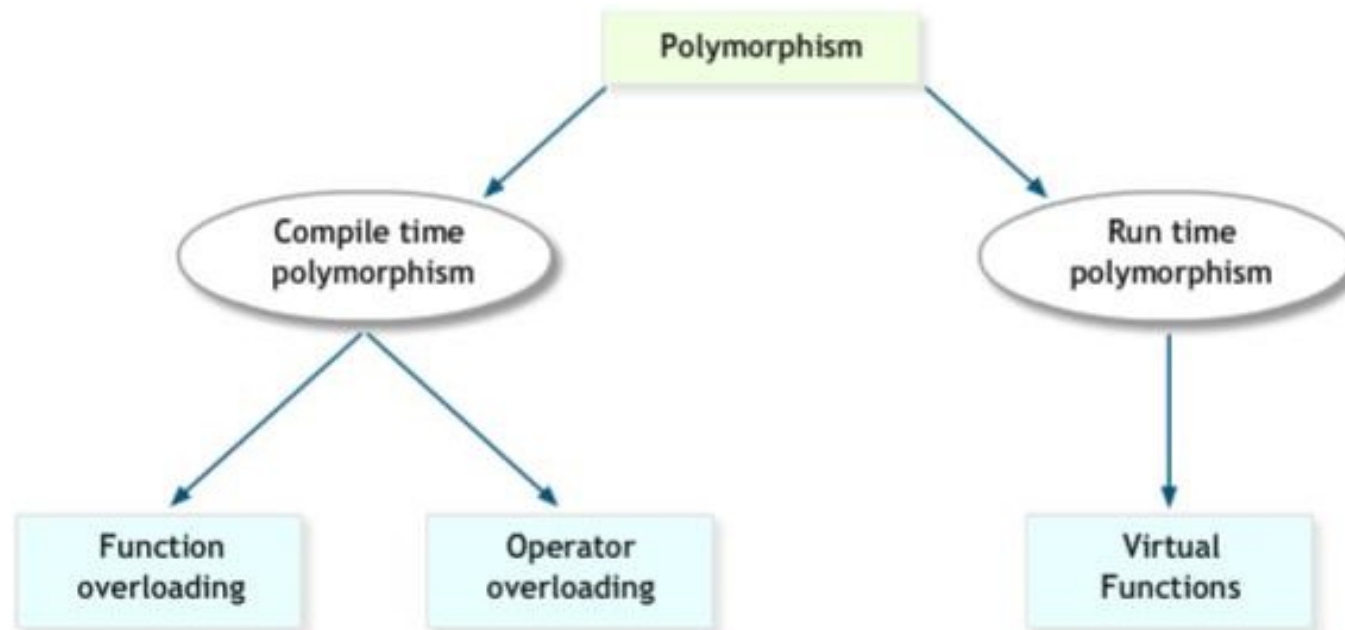 Polymorphism
Compile time
polymorphism
Run time
polymorphism
Function
overloading
Operator
overloading
Virtual
Functions